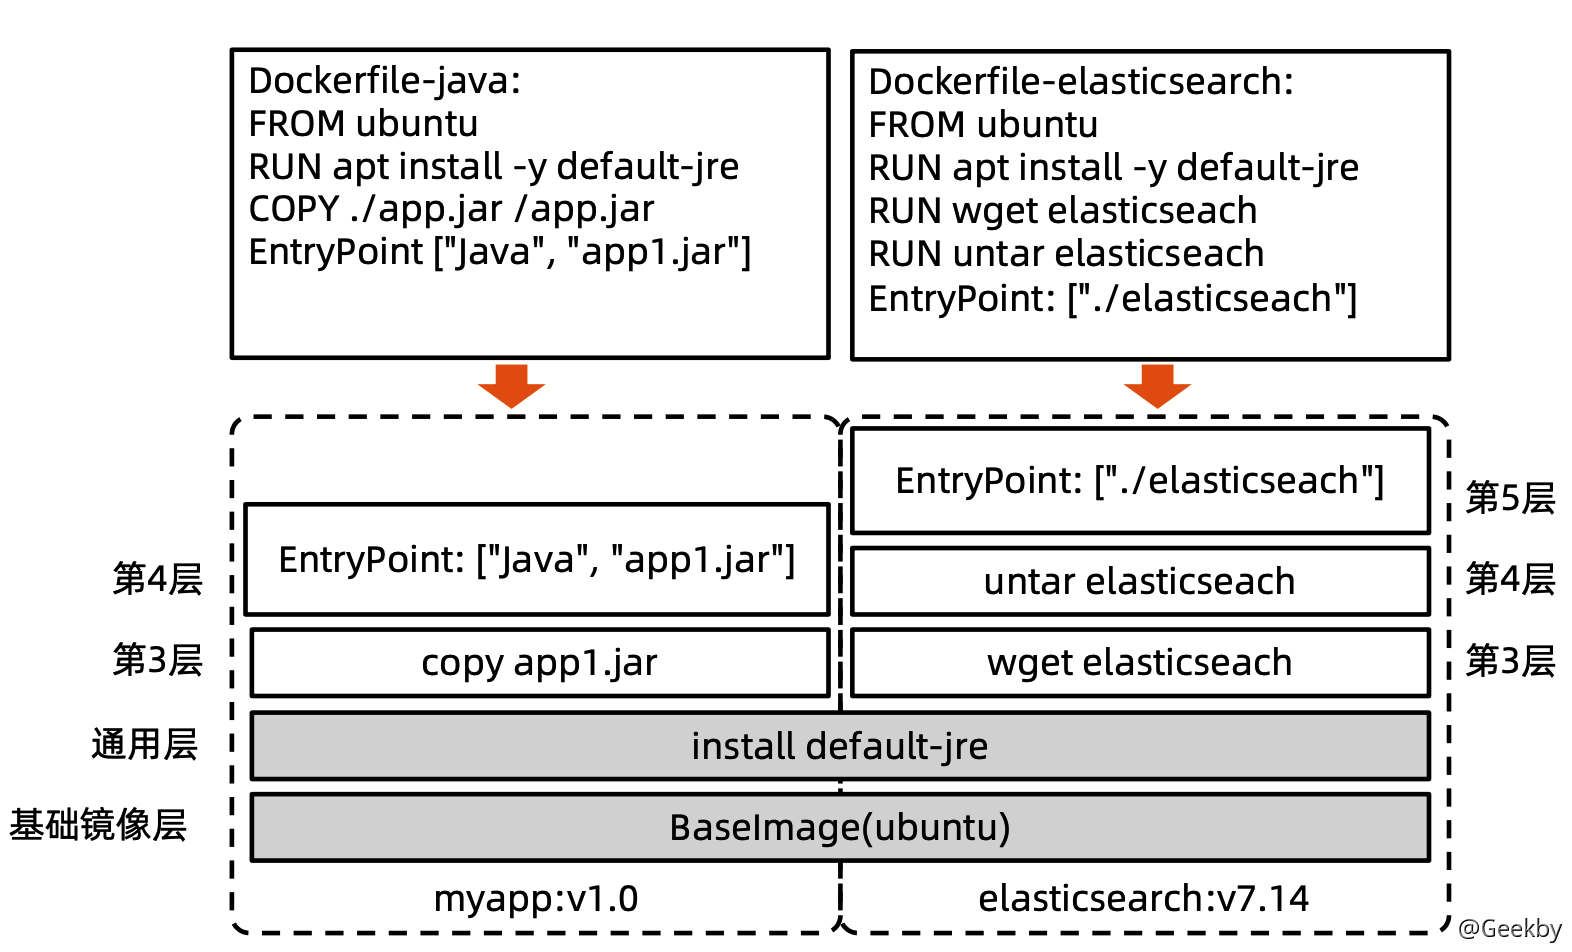 Dockerfile-java:
FROM ubuntu
RUN apt install -y default-jre
COPY ./app.jar /app.jar
EntryPoint ["Java", "app1.jar"]
Dockerfile-elasticsearch:
FROM ubuntu
RUN apt install -y default-jre
RUN wget elasticseach
RUN untar elasticseach
EntryPoint: ["./elasticseach"]
EntryPoint: ["./elasticseach"]
第5层
第4层
EntryPoint: ["Java", "app1.jar"]
untar elasticseach
第4层
第3层
copy app1.jar
wget elasticseach
第3层
通用层
install default-jre
基础镜像层
BaseImage(ubuntu)
myapp:v1.0
elasticsearch:v7.14
@Geekby